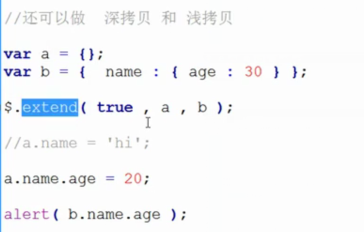 //还可以做 深拷贝 和 浅拷贝
var a = {};
var b = { name : { age : 30 } };
$.extend( true , a , b );
//a.name = 'hi';
a.name.age = 20;
alert( b.name.age );